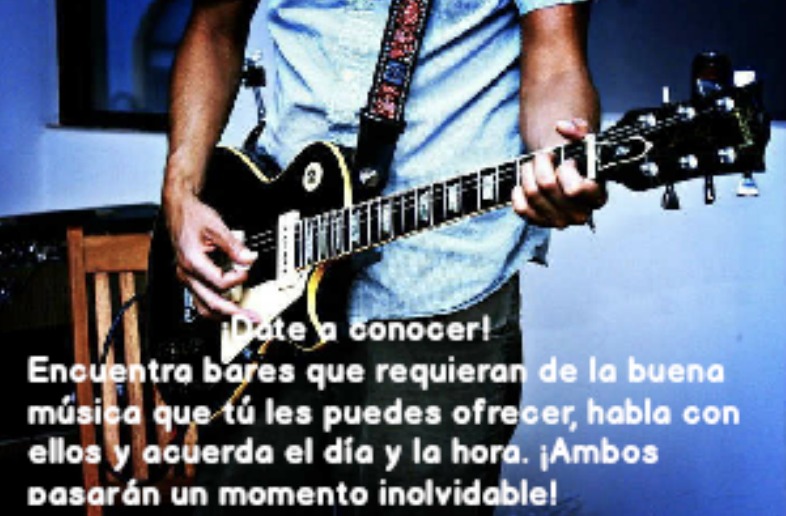 ¡Date a conocer!
Encuentra bares que requieran de la buena
música que tú les puedes ofrecer, habla con
ellos y acuerda el día y la hora. ¡Ambos
pasarán un momento inolvidable!